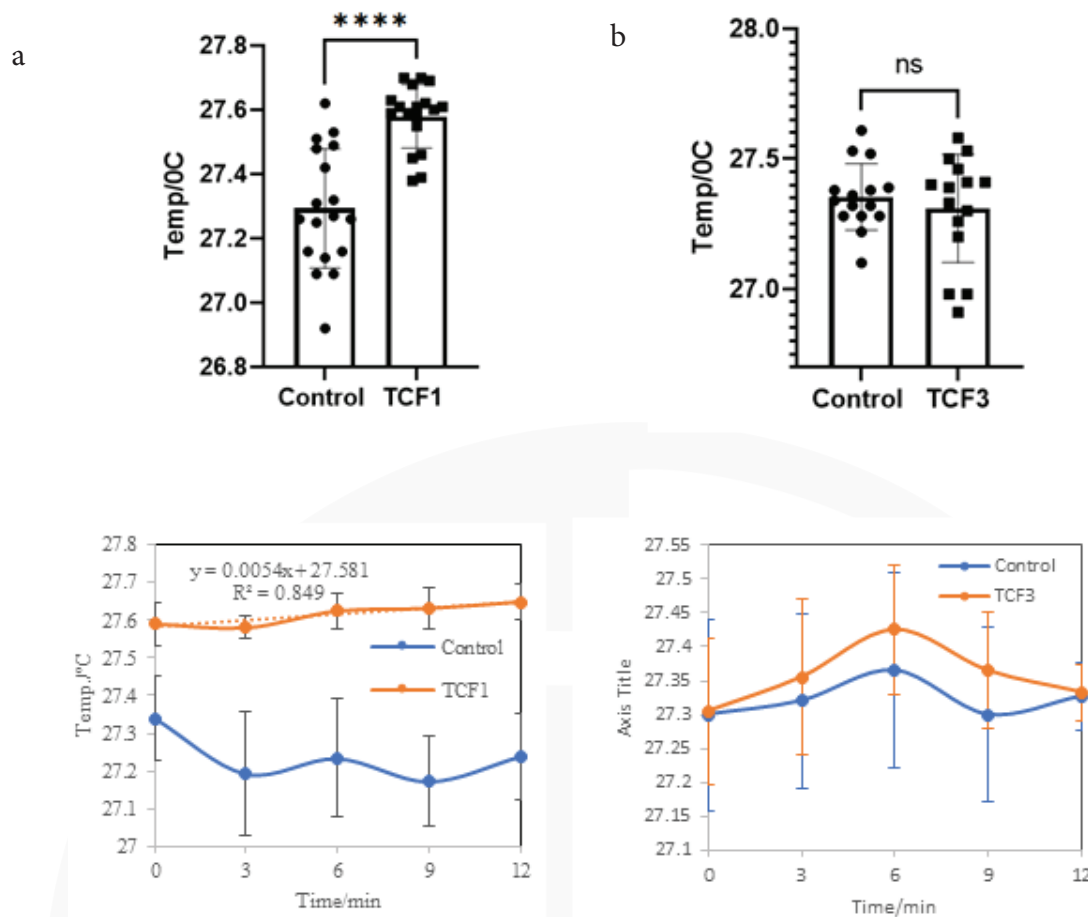 a
****
27.8
27.6
27.4
27.2
27.0
26.8
Temp/0C
Control TCF1
b
ns
28.0
27.5
27.0
Temp/0C
Control TCF3
27.8
27.7
27.6
27.5
27.4
27.3
27.2
27.1
27
Temp./°C
y = 0.0054x + 27.581
R² = 0.849
Control
TCF1
0 3 6 9 12
Time/min
27.55
27.5
27.45
27.4
27.35
27.3
27.25
27.2
27.15
27.1
Axis Title
Control
TCF3
0 3 6 9 12
Time/min